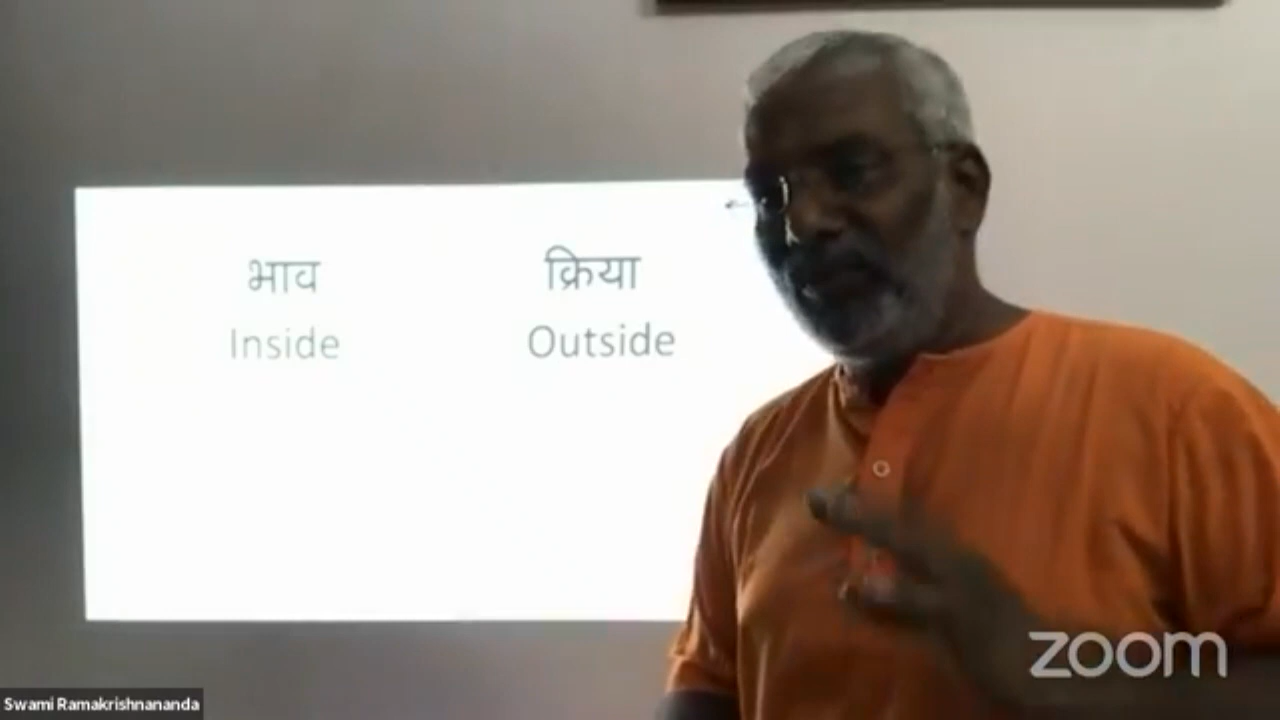 भाव क्रिया
Inside Outside
zoom
Swami Ramakrishnananda